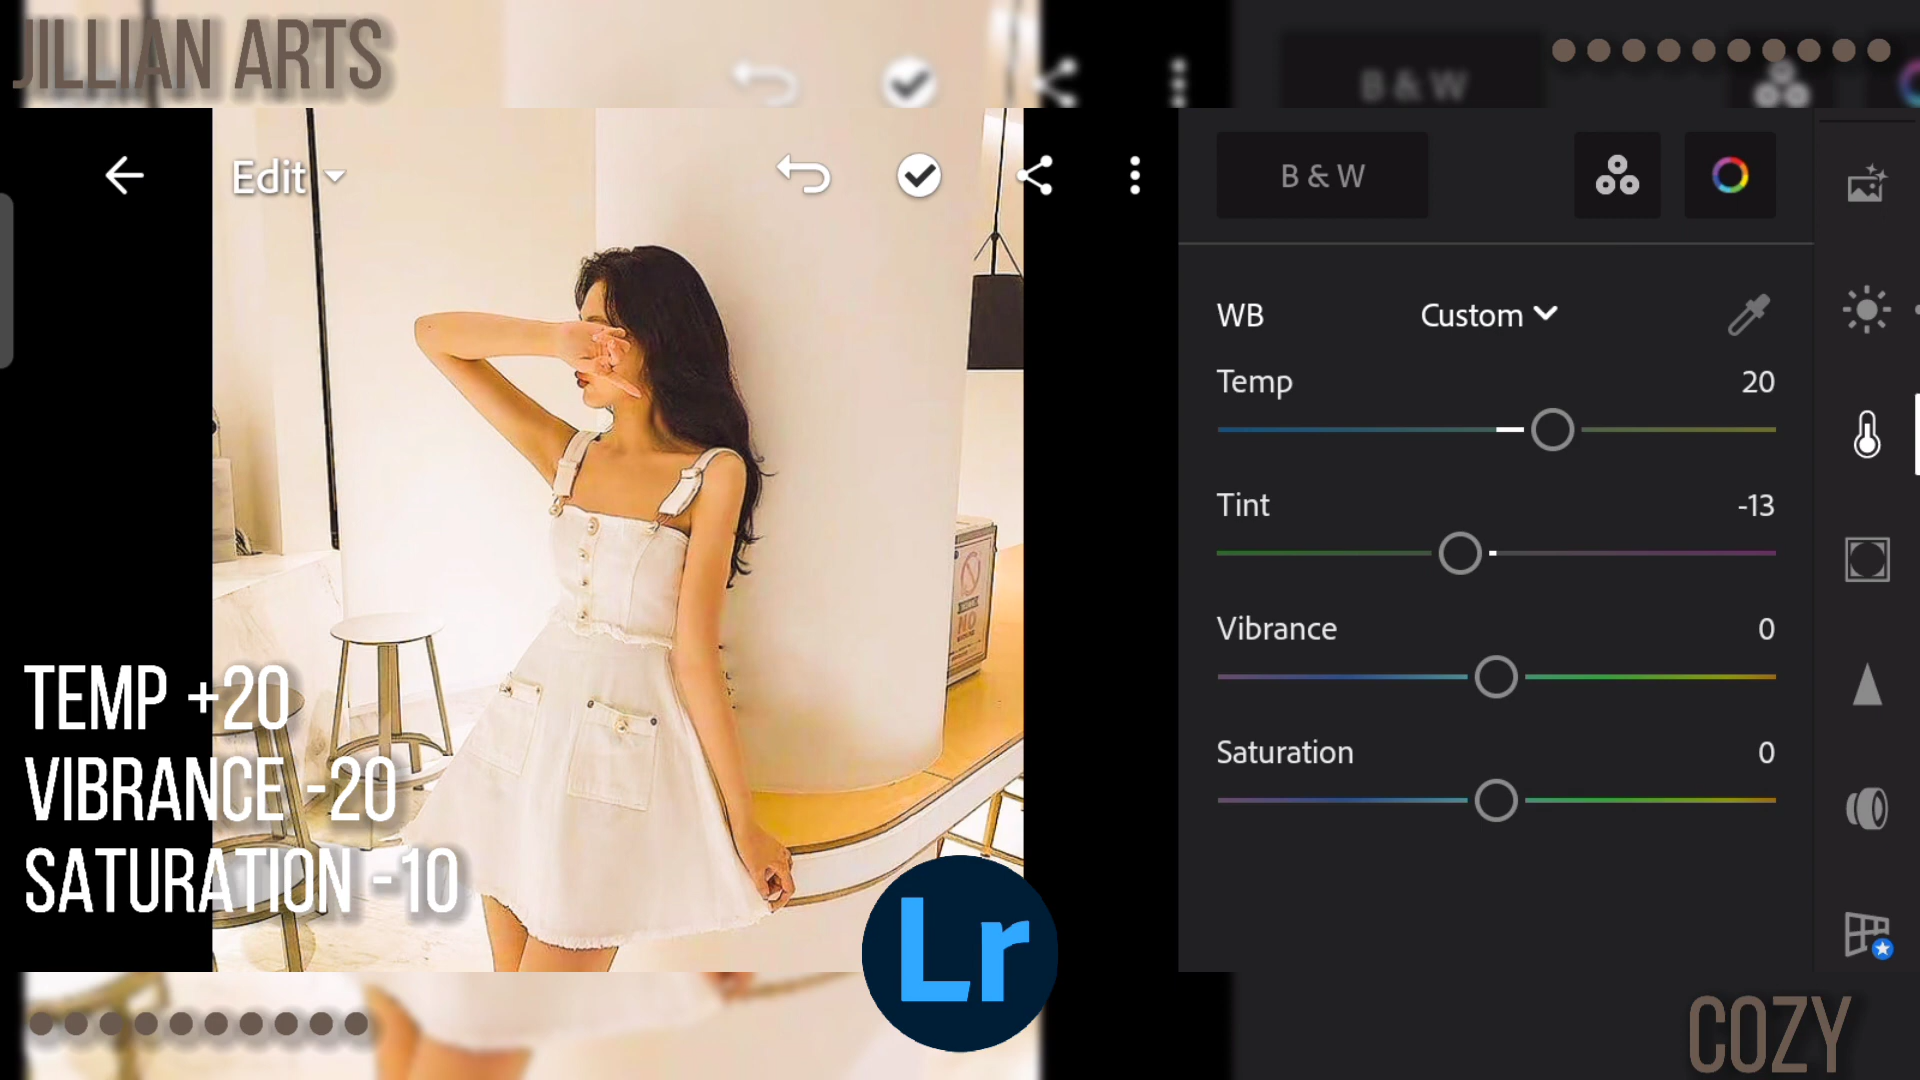 JILLIAN ARTS
B & W
Edit
B & W
WB
Custom
Temp
20
Tint
-13
Vibrance
0
Saturation
0
NO
TEMP +20
VIBRANCE -20
SATURATION -10
Lr
COZY